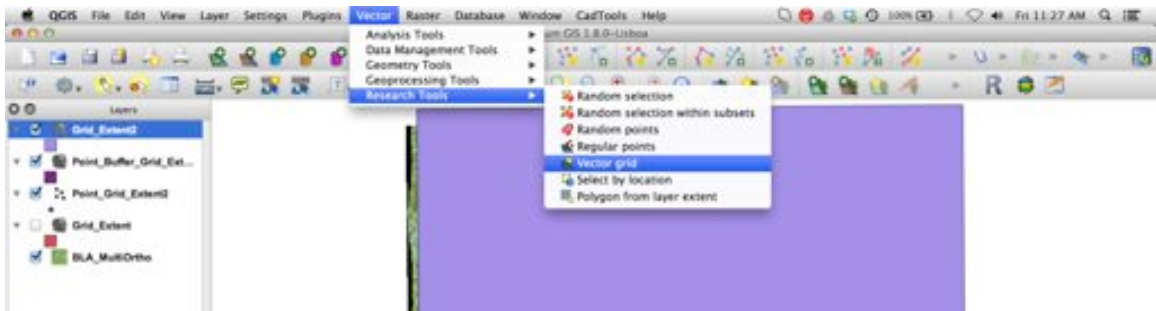 QGIS File Edit View Layer Settings Plugins Vector Raster Database Window CadTools Help 100% Fri 11:27 AM
GIS 1.8.0-Lisboa
Analysis Tools
Data Management Tools
Geometry Tools
Geoprocessing Tools
Research Tools
Random selection
Random selection within subsets
Random points
Regular points
Vector grid
Select by location
Polygon from layer extent
Layers
Grid_Extent2
Point_Buffer_Grid_Ext...
Point_Grid_Extent2
Grid_Extent
BLA_MultiOrtho
R